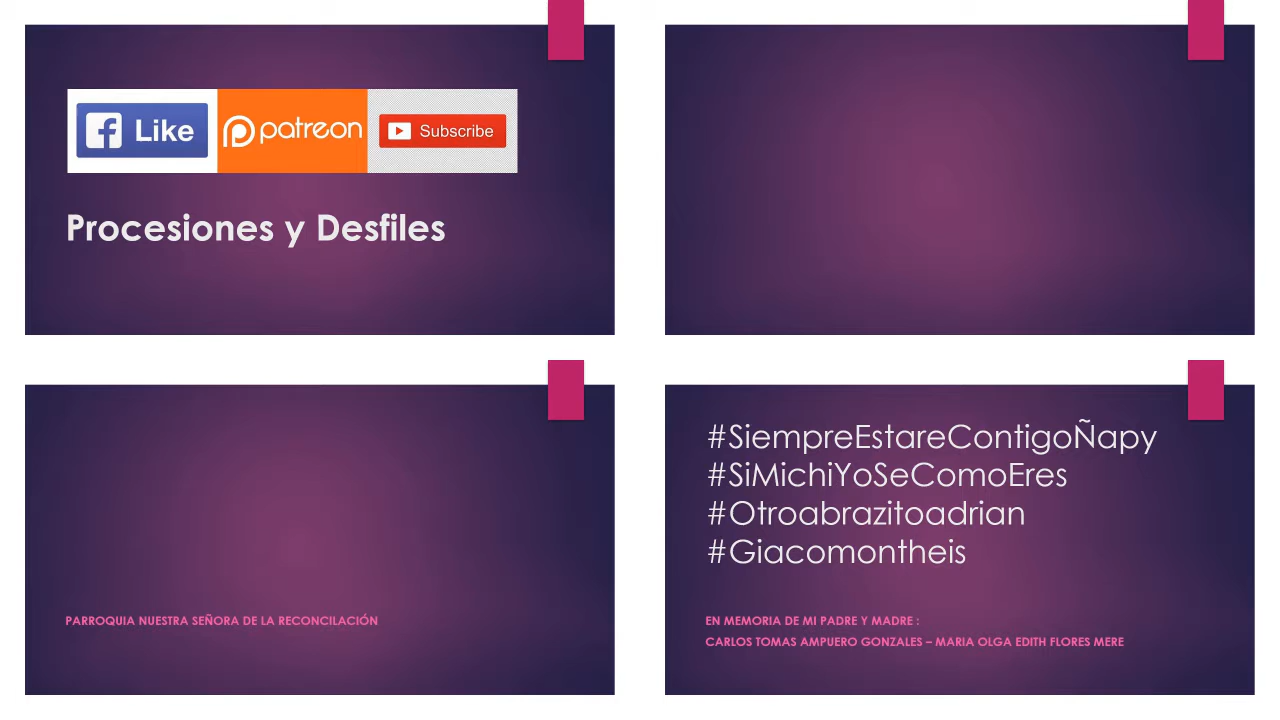 Like
patreon
Subscribe
Procesiones y Desfiles
PARROQUIA NUESTRA SEÑORA DE LA RECONCILACIÓN
#SiempreEstareContigoÑapy
#SiMichiYoSeComoEres
#Otroabrazitoadrian
#Giacomontheis
EN MEMORIA DE MI PADRE Y MADRE :
CARLOS TOMAS AMPUERO GONZALES – MARIA OLGA EDITH FLORES MERE